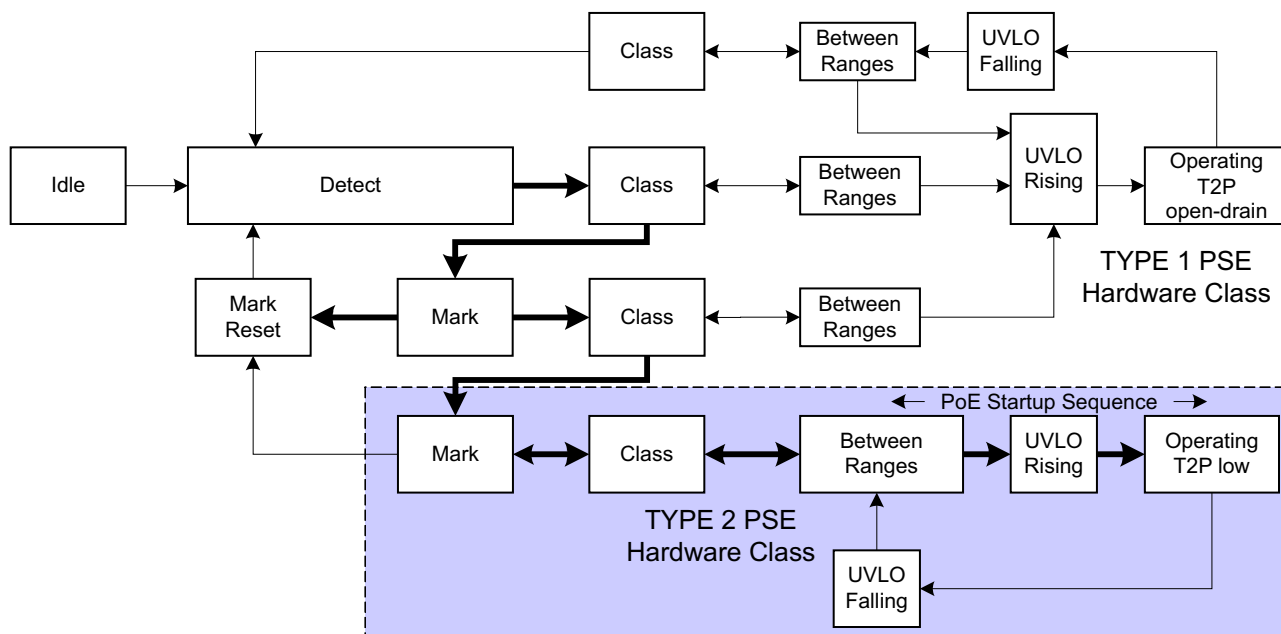 Class
Between
Ranges
UVLO
Falling
Idle
Detect
Class
Between
Ranges
UVLO
Rising
Operating
T2P
open-drain
TYPE 1 PSE
Hardware Class
Mark
Reset
Mark
Class
Between
Ranges
PoE Startup Sequence
Mark
Class
Between
Ranges
UVLO
Rising
Operating
T2P low
TYPE 2 PSE
Hardware Class
UVLO
Falling